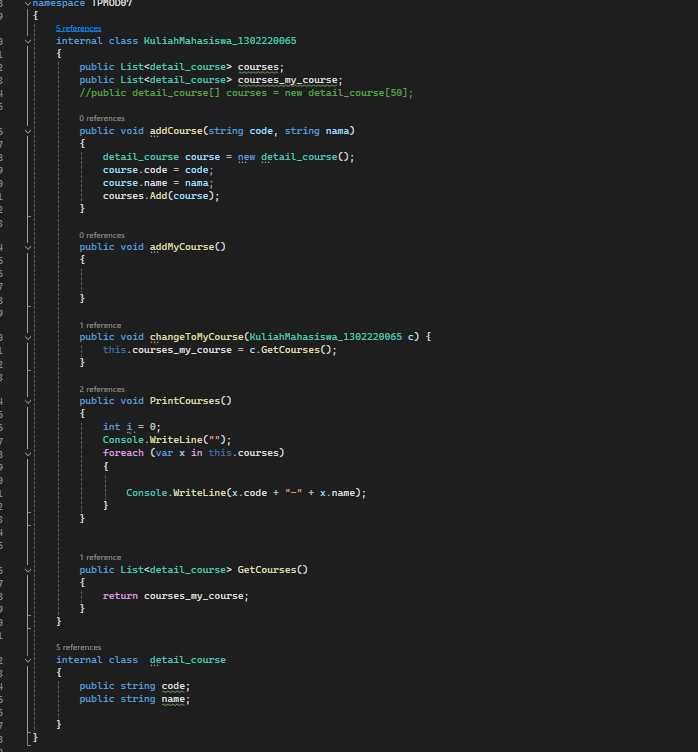 namespace TPMOD07
{
5 references
internal class KuliahMahasiswa_1302220065
{
public List<detail_course> courses;
public List<detail_course> courses_my_course;
//public detail_course[] courses = new detail_course[50];
0 references
public void addCourse(string code, string nama)
{
detail_course course = new detail_course();
course.code = code;
course.name = nama;
courses.Add(course);
}
0 references
public void addMyCourse()
{
}
1 reference
public void changeToMyCourse(KuliahMahasiswa_1302220065 c) {
this.courses_my_course = c.GetCourses();
}
2 references
public void PrintCourses()
{
int i = 0;
Console.WriteLine("");
foreach (var x in this.courses)
{
Console.WriteLine(x.code + "-" + x.name);
}
}
1 reference
public List<detail_course> GetCourses()
{
return courses_my_course;
}
}
5 references
internal class detail_course
{
public string code;
public string name;
}
}